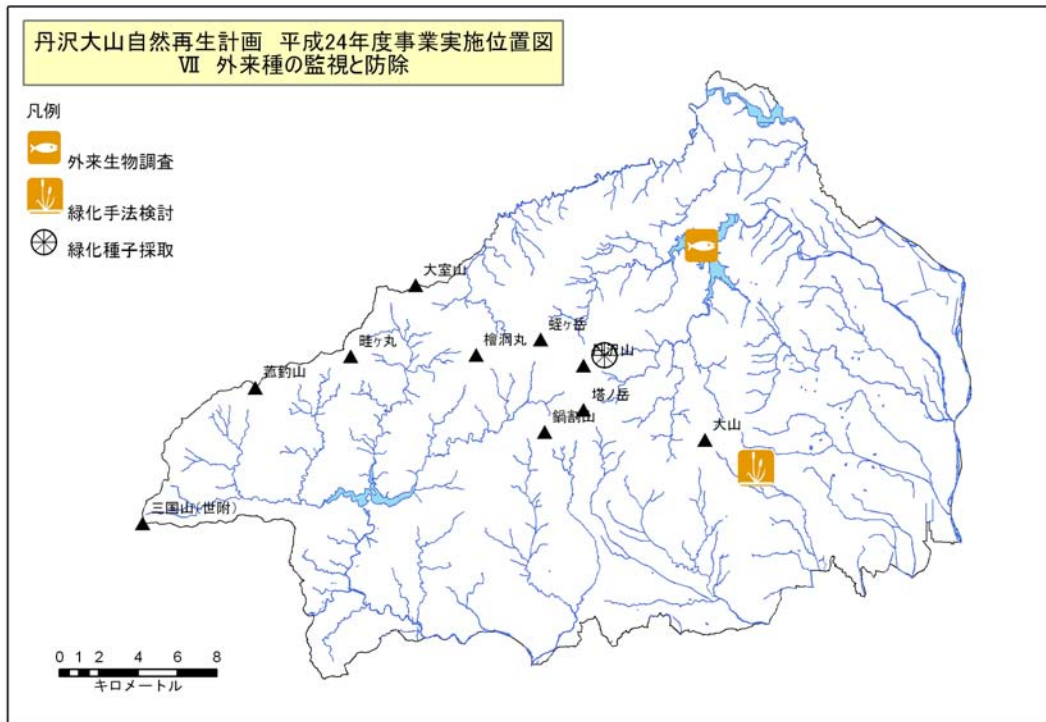 丹沢大山自然再生計画 平成24年度事業実施位置図
Ⅶ 外来種の監視と防除
凡例
外来生物調査
緑化手法検討
緑化種子採取
大室山
畦ヶ丸
檜洞丸
蛭ヶ岳
丹沢山
菰釣山
塔ノ岳
鍋割山
大山
三国山(世附)
0 1 2 4 6 8
キロメートル